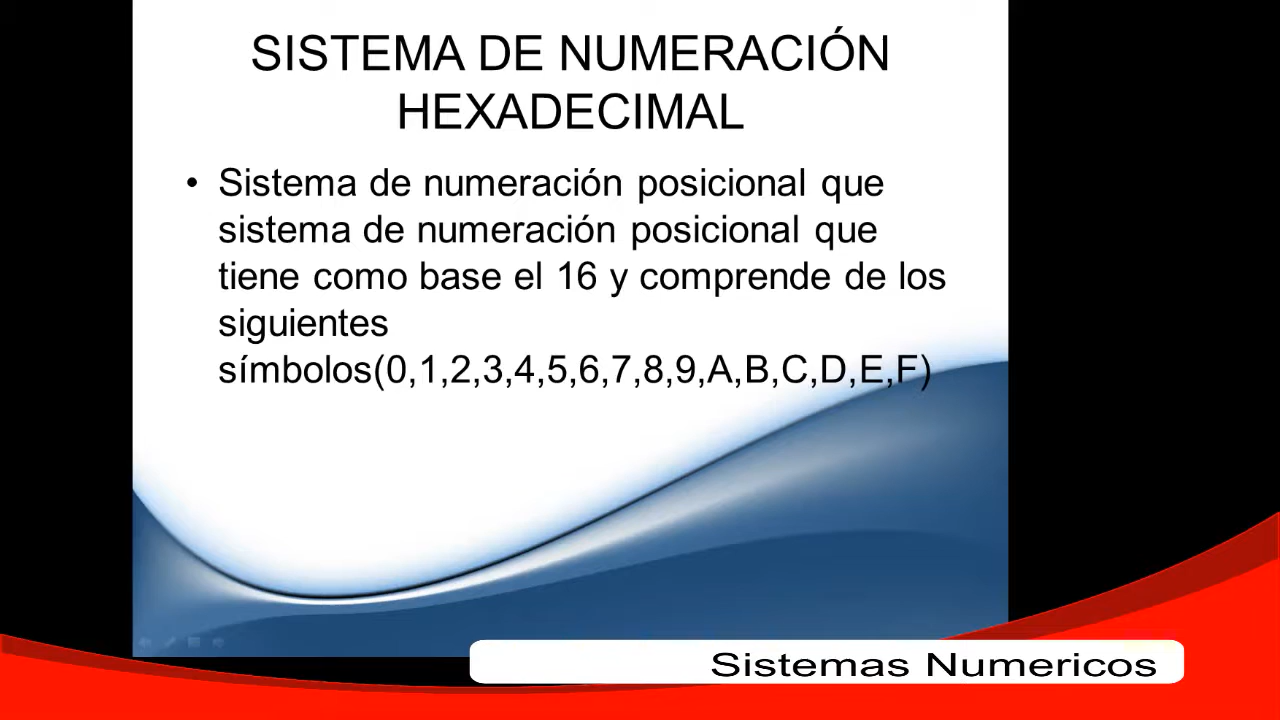 SISTEMA DE NUMERACIÓN
HEXADECIMAL
• Sistema de numeración posicional que
sistema de numeración posicional que
tiene como base el 16 y comprende de los
siguientes
símbolos(0,1,2,3,4,5,6,7,8,9,A,B,C,D,E,F)
Sistemas Numericos